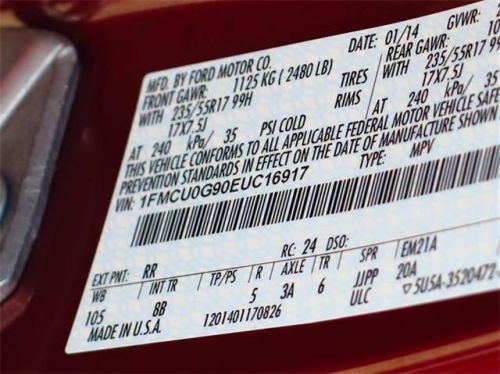 MFD. BY FORD MOTOR CO. DATE: 01/14 GVWR:
FRONT GAWR: 1125 KG ( 2480 LB) REAR GAWR: 10
WITH 235/55R17 99H TIRES WITH 235/55R17
17X7.5J RIMS 17X7.5J
AT 240 kPa/ 35 PSI COLD AT 240 kPa/ 35
THIS VEHICLE CONFORMS TO ALL APPLICABLE FEDERAL MOTOR VEHICLE SAFE
PREVENTION STANDARDS IN EFFECT ON THE DATE OF MANUFACTURE SHOWN
VIN: 1FMCU0G90EUC16917 TYPE: MPV
EXT PNT: RR RC: 24 DSO:
WB INT TR TP/PS R AXLE TR SPR EM21A
105 8B 5 3A 6 JJPP 20A
MADE IN U.S.A. 1201401170826 ULC 5U5A-3520472